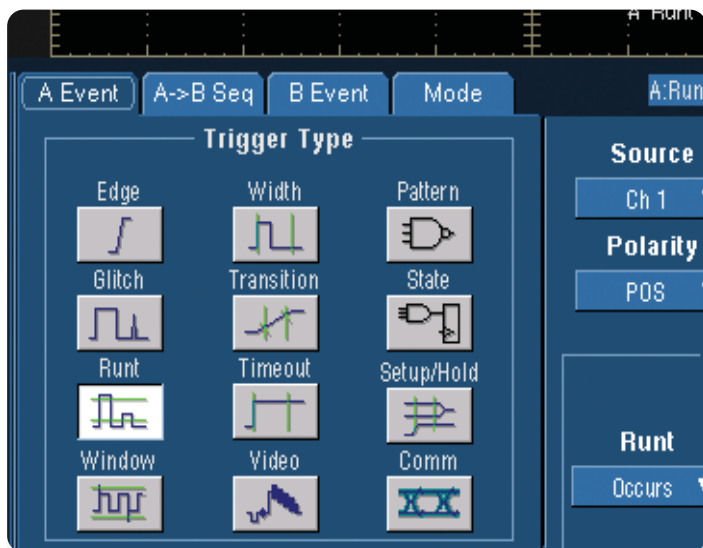 A Runt
A Event A->B Seq B Event Mode
A:Run
Trigger Type
Edge Width Pattern
Glitch Transition State
Runt Timeout Setup/Hold
Window Video Comm
Source
Ch 1
Polarity
POS
Runt
Occurs